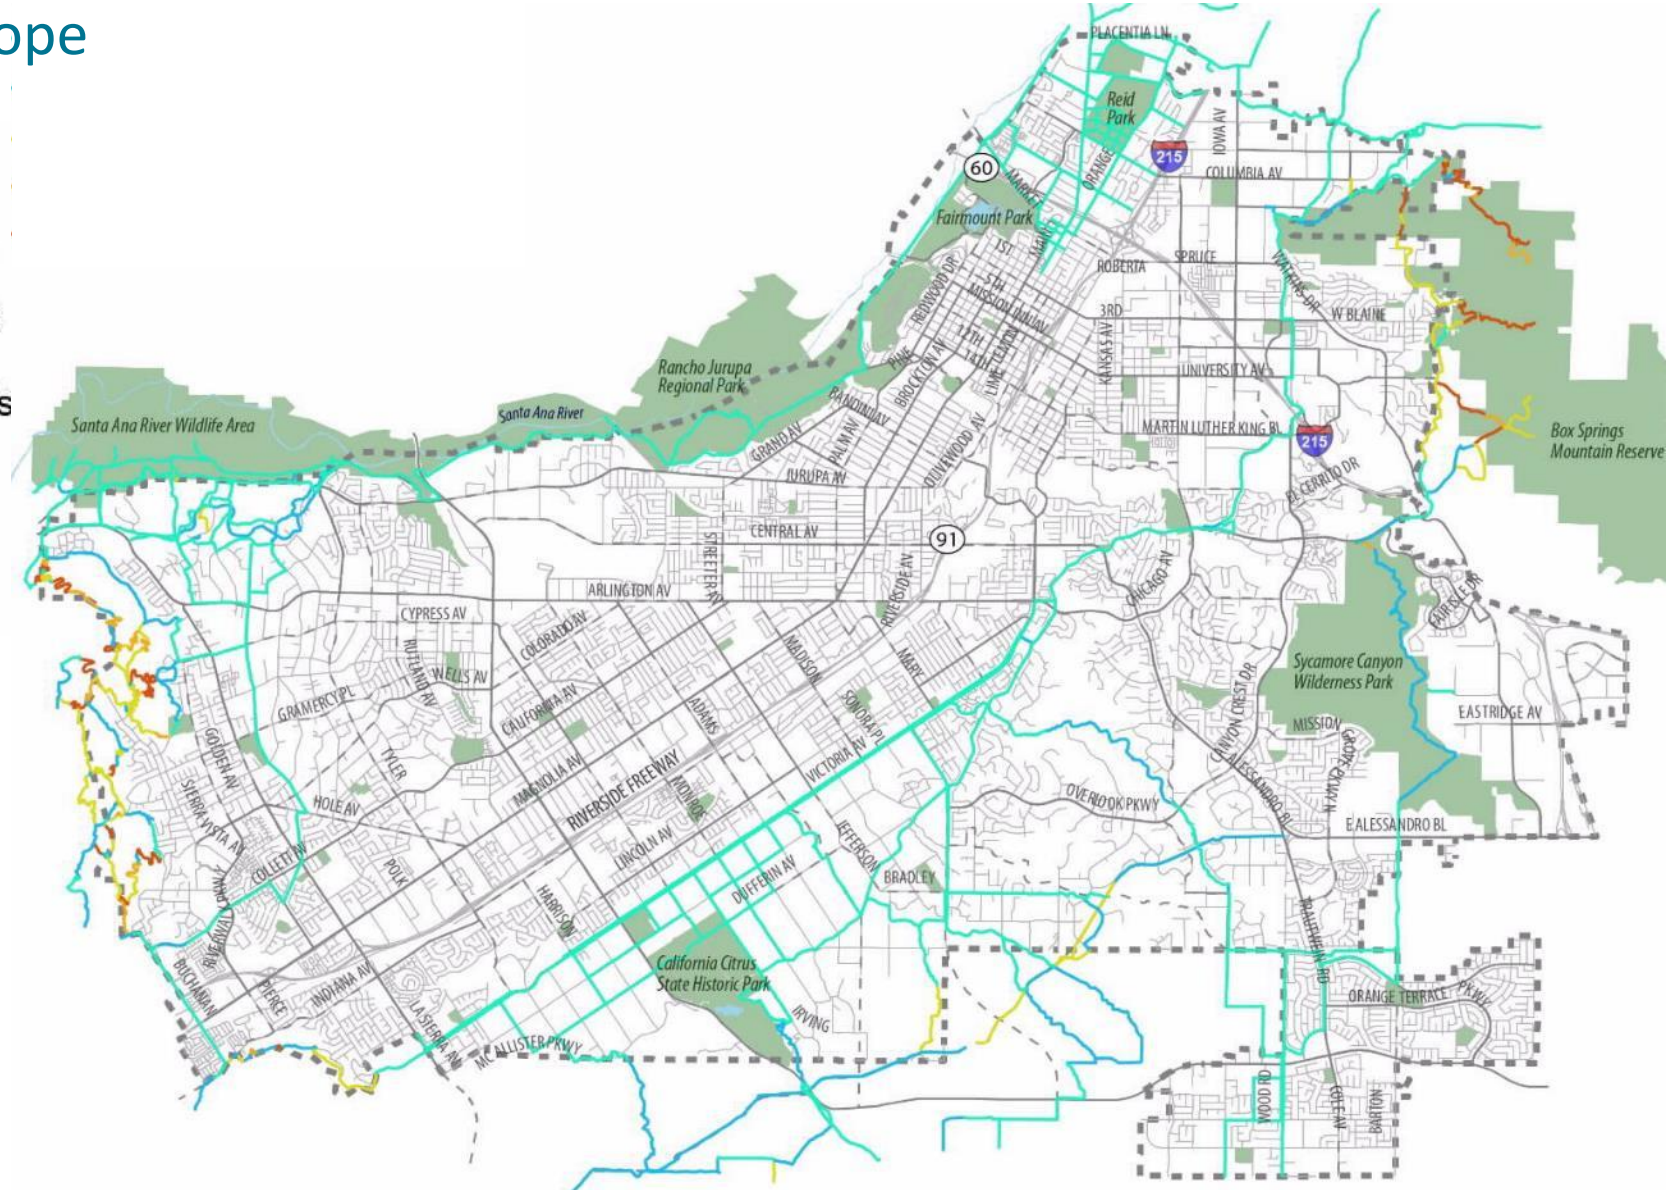 ope
s
PLACENTIA LN
Reid
Park
IOWA AV
215
60
COLUMBIA AV
MARKET
ORANGE
Fairmount Park
MAIN
1ST
ROBERTA
SPRUCE
WATKINS DR
REDWOOD DR
5TH
MISSION INN AV
3RD
W BLAINE
12TH
14TH
LIME
LEMON
KANSAS AV
PINE
BROCKTON AV
UNIVERSITY AV
Rancho Jurupa
Regional Park
BANDINI AV
Santa Ana River
Santa Ana River Wildlife Area
GRAND AV
PALM AV
OLIVEWOOD AV
MARTIN LUTHER KING BL
215
Box Springs
Mountain Reserve
JURUPA AV
EL CERRITO DR
CENTRAL AV
STREETER AV
91
RIVERSIDE AV
CHICAGO AV
ARLINGTON AV
CYPRESS AV
COLORADO AV
RUTLAND AV
WELLS AV
MADISON
MARY
FAIR ISLE DR
Sycamore Canyon
Wilderness Park
GRAMERCY PL
CALIFORNIA AV
ADAMS
SONORA PL
CANYON CREST DR
MISSION
GROVE PKWY N
EASTRIDGE AV
GOLDEN AV
TYLER
MAGNOLIA AV
RIVERSIDE FREEWAY
MONROE
VICTORIA AV
ALESSANDRO BL
SIERRA VISTA AV
HOLE AV
OVERLOOK PKWY
E ALESSANDRO BL
COLLETT AV
POLK
LINCOLN AV
JEFFERSON
BRADLEY
DUFFERIN AV
RIVERWALK PKWY
HARRISON
TRAUTWEIN RD
BUCHANAN
PIERCE
INDIANA AV
LA SIERRA AV
California Citrus
State Historic Park
IRVING
ORANGE TERRACE PKWY
MC ALLISTER PKWY
WOOD RD
COLE AV
BARTON